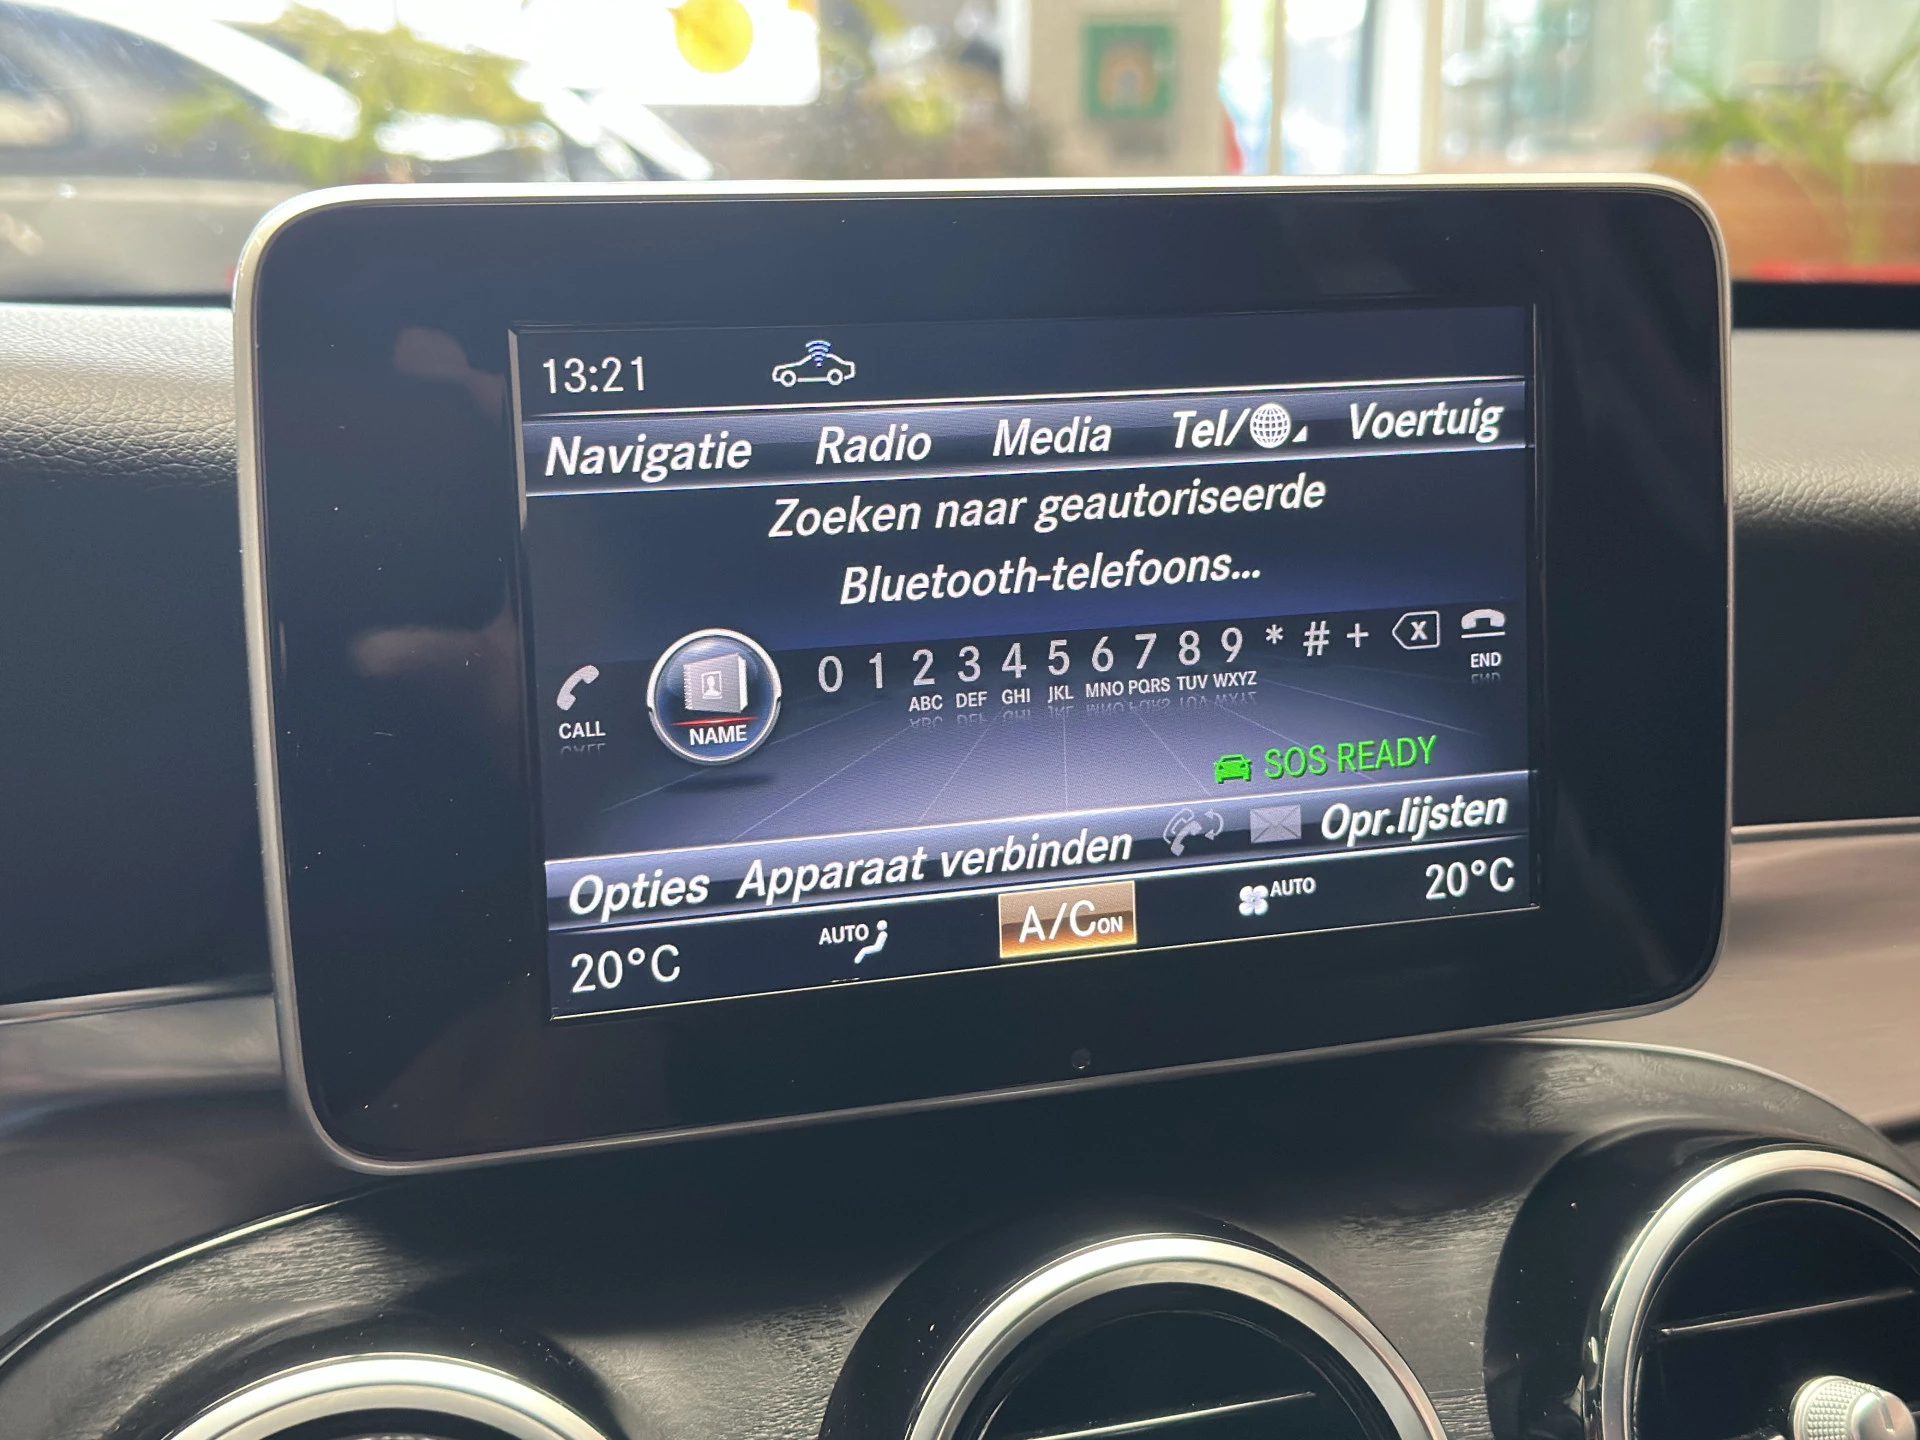 13:21
Navigatie Radio Media Tel/ Voertuig
Zoeken naar geautoriseerde
Bluetooth-telefoons...
0 1 2 3 4 5 6 7 8 9 * # + X
ABC DEF GHI JKL MNO PQRS TUV WXYZ
CALL NAME END
SOS READY
Opties Apparaat verbinden Opr.lijsten
20°C AUTO A/C ON AUTO 20°C